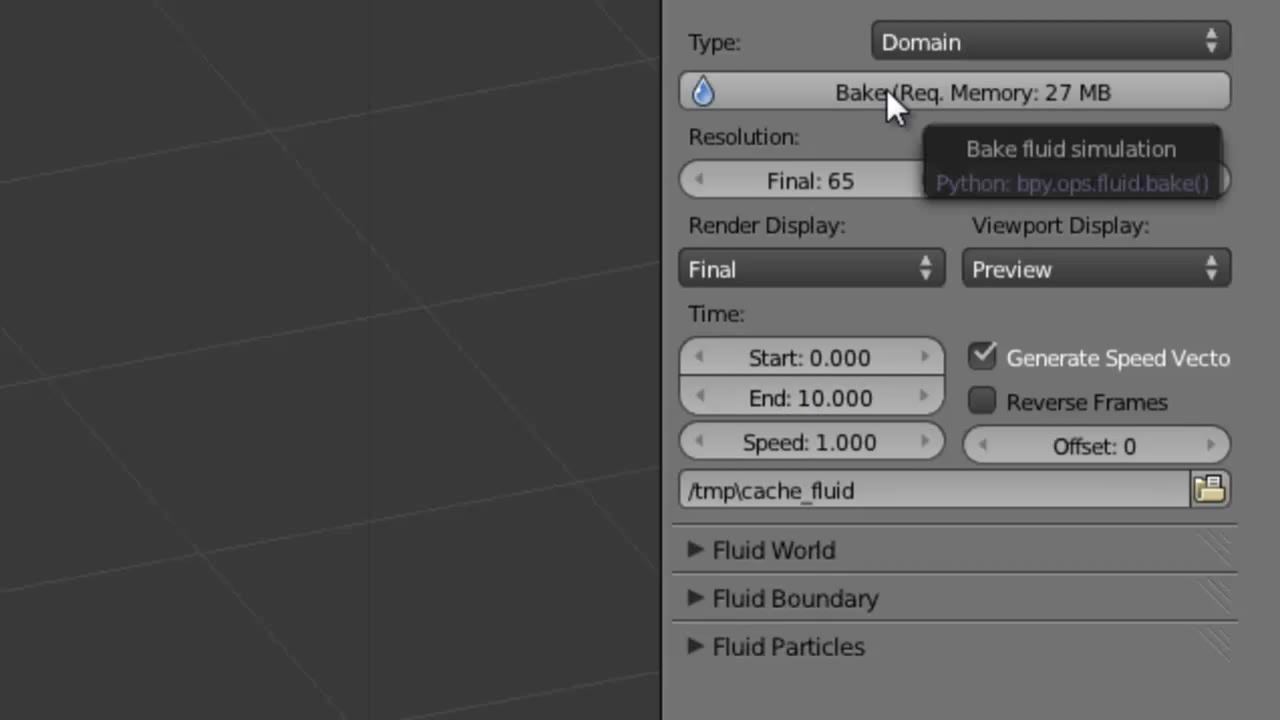 Type:
Domain
Bake (Req. Memory: 27 MB
Resolution:
Bake fluid simulation
Final: 65
Python: bpy.ops.fluid.bake()
Render Display:
Viewport Display:
Final
Preview
Time:
Start: 0.000
Generate Speed Vecto
End: 10.000
Reverse Frames
Speed: 1.000
Offset: 0
/tmp\cache_fluid
Fluid World
Fluid Boundary
Fluid Particles